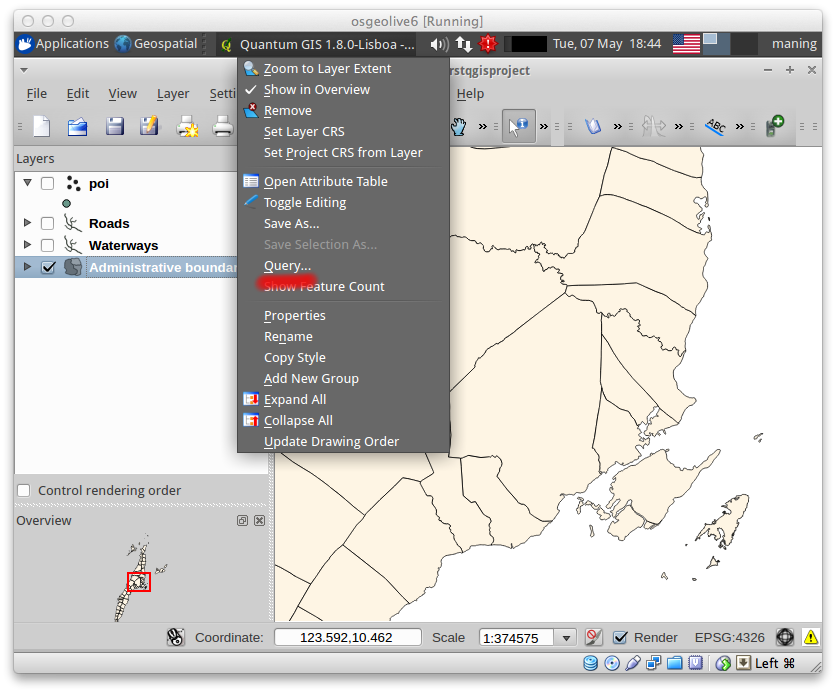 osgeolive6 [Running]
Applications Geospatial Quantum GIS 1.8.0-Lisboa -... Tue, 07 May 18:44 maning
rstqgisproject
File Edit View Layer Setti Help
ABC
Layers
poi
Roads
Waterways
Administrative bounda
Zoom to Layer Extent
Show in Overview
Remove
Set Layer CRS
Set Project CRS from Layer
Open Attribute Table
Toggle Editing
Save As...
Save Selection As...
Query...
Show Feature Count
Properties
Rename
Copy Style
Add New Group
Expand All
Collapse All
Update Drawing Order
Control rendering order
Overview
Coordinate: 123.592,10.462 Scale 1:374575 Render EPSG:4326
Left ⌘